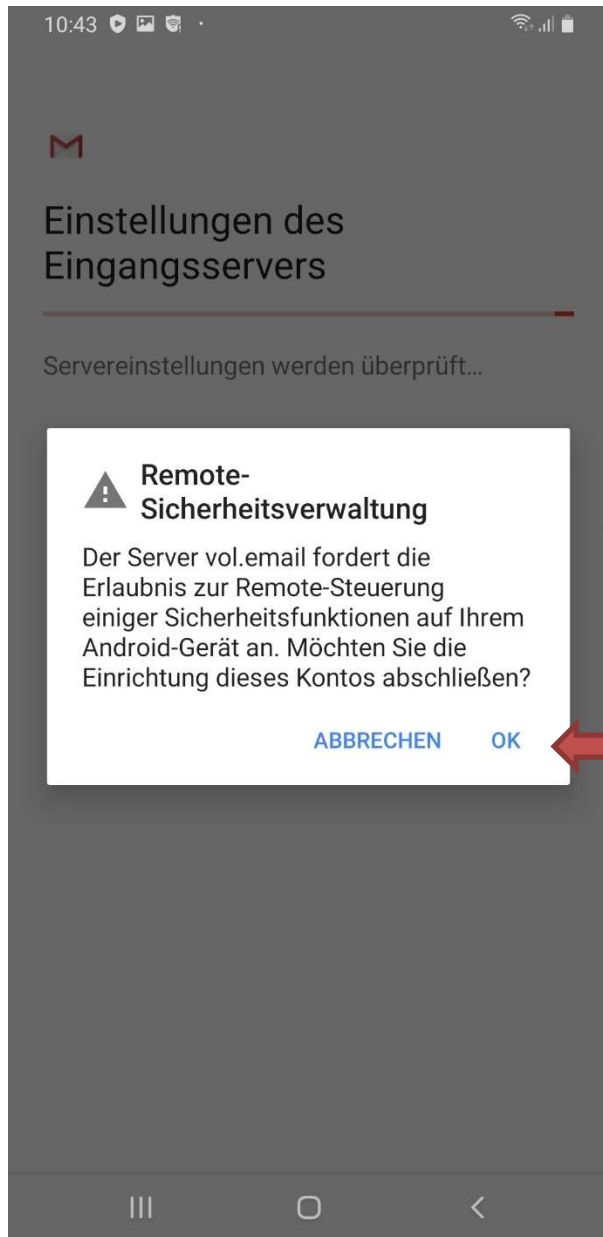 10:43
Einstellungen des
Eingangsservers
Servereinstellungen werden überprüft...
Remote-
Sicherheitsverwaltung
Der Server vol.email fordert die
Erlaubnis zur Remote-Steuerung
einiger Sicherheitsfunktionen auf Ihrem
Android-Gerät an. Möchten Sie die
Einrichtung dieses Kontos abschließen?
ABBRECHEN OK